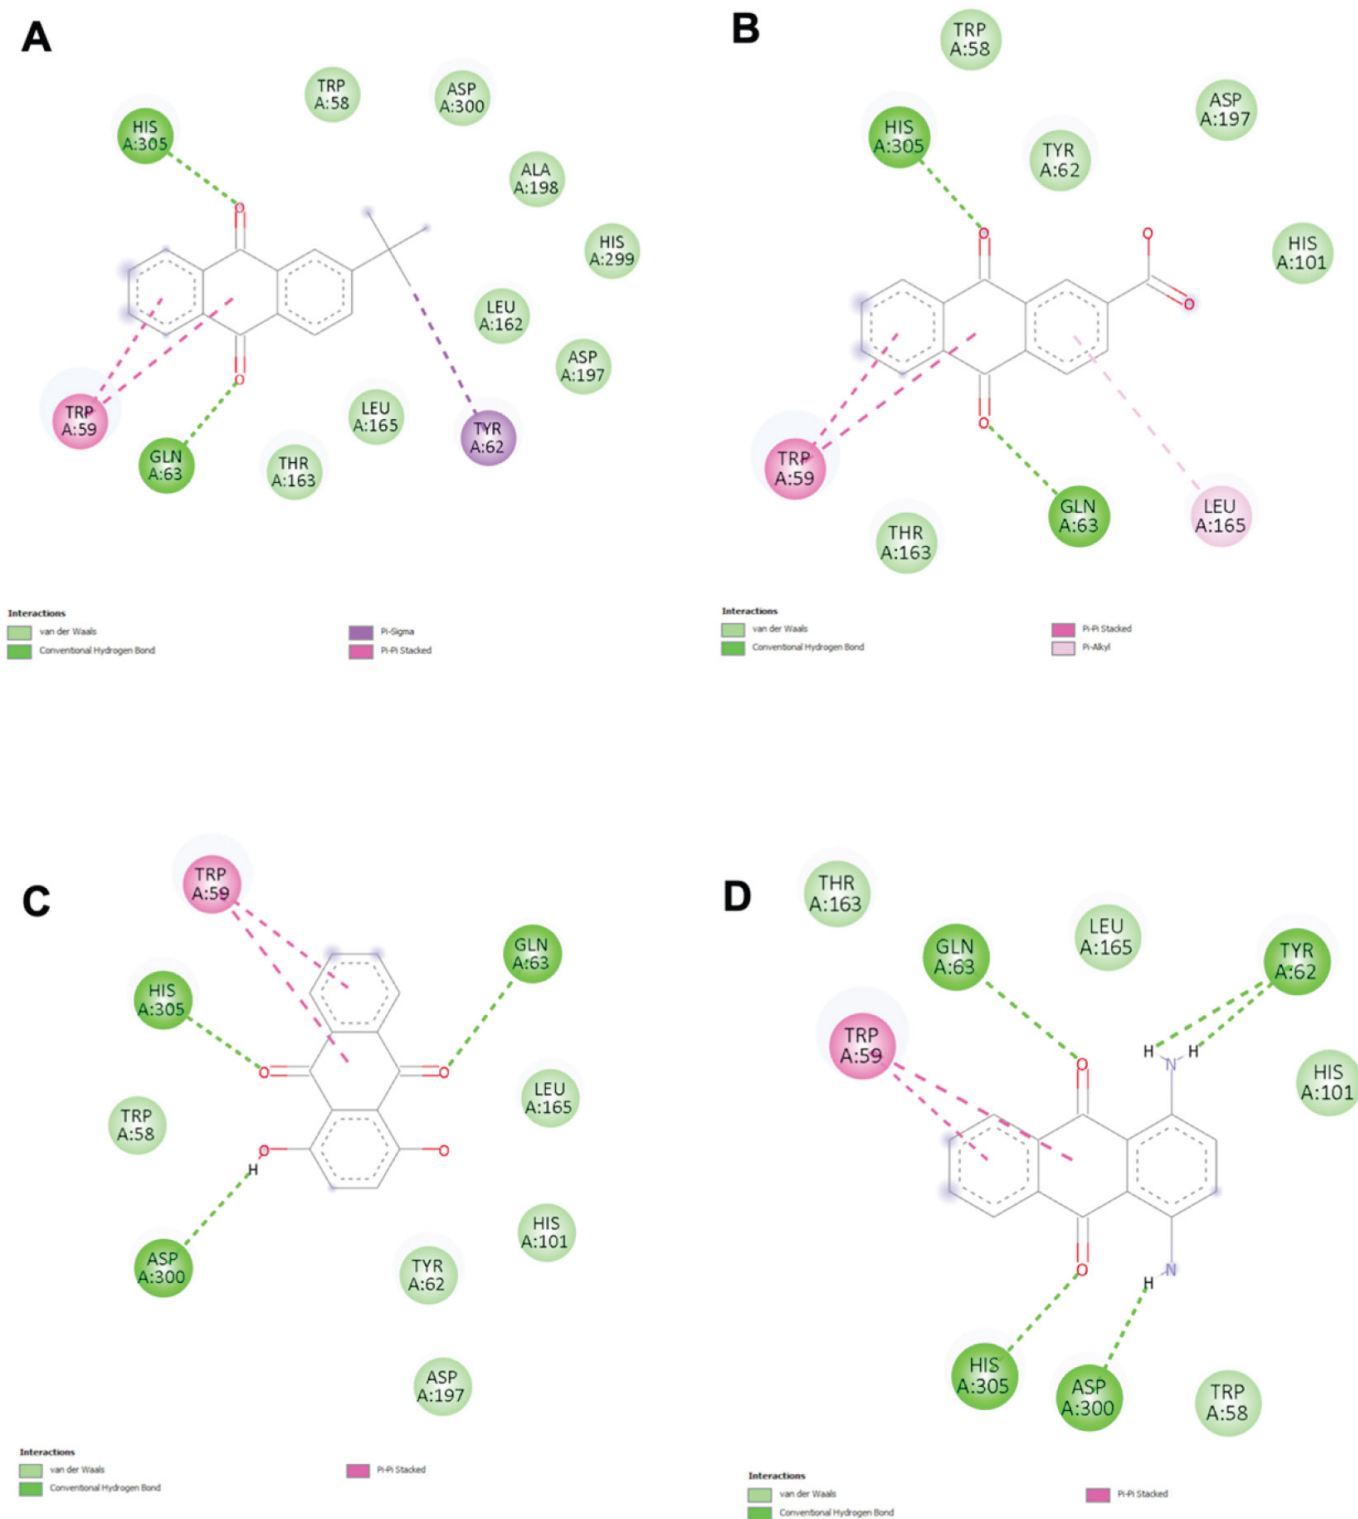 A
TRP
A:58
ASP
A:300
HIS
A:305
ALA
A:198
O
HIS
A:299
LEU
A:162
ASP
A:197
O
TRP
A:59
LEU
A:165
TYR
A:62
GLN
A:63
THR
A:163
Interactions
van der Waals
Conventional Hydrogen Bond
Pi-Sigma
Pi-Pi Stacked
B
TRP
A:58
ASP
A:197
HIS
A:305
TYR
A:62
O
O
HIS
A:101
O
O
TRP
A:59
GLN
A:63
LEU
A:165
THR
A:163
Interactions
van der Waals
Conventional Hydrogen Bond
Pi-Pi Stacked
Pi-Alkyl
C
TRP
A:59
GLN
A:63
HIS
A:305
O
O
LEU
A:165
TRP
A:58
O
H
O
ASP
A:300
TYR
A:62
HIS
A:101
ASP
A:197
Interactions
van der Waals
Conventional Hydrogen Bond
Pi-Pi Stacked
D
THR
A:163
GLN
A:63
LEU
A:165
TYR
A:62
TRP
A:59
H H
O
N
HIS
A:101
O
N
H
HIS
A:305
ASP
A:300
TRP
A:58
Interactions
van der Waals
Conventional Hydrogen Bond
Pi-Pi Stacked